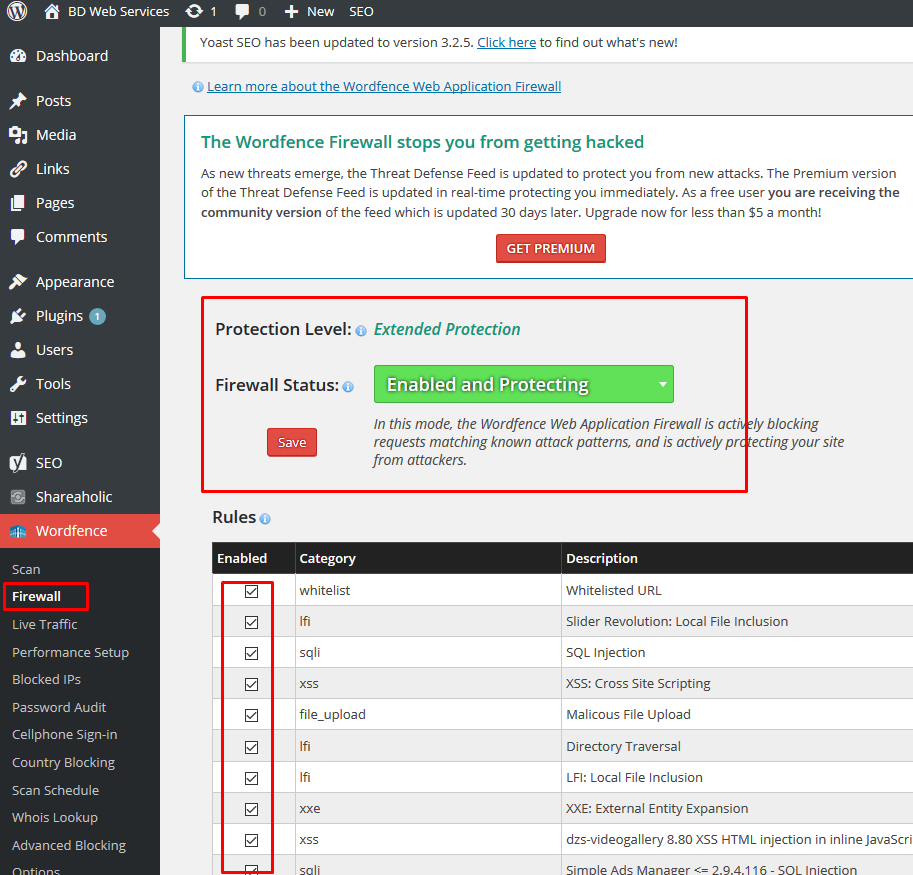 BD Web Services 1 0 New SEO
Dashboard
Posts
Media
Links
Pages
Comments
Appearance
Plugins 1
Users
Tools
Settings
SEO
Shareaholic
Wordfence
Scan
Firewall
Live Traffic
Performance Setup
Blocked IPs
Password Audit
Cellphone Sign-in
Country Blocking
Scan Schedule
Whois Lookup
Advanced Blocking
Options
Yoast SEO has been updated to version 3.2.5. Click here to find out what's new!
Learn more about the Wordfence Web Application Firewall
The Wordfence Firewall stops you from getting hacked
As new threats emerge, the Threat Defense Feed is updated to protect you from new attacks. The Premium version
of the Threat Defense Feed is updated in real-time protecting you immediately. As a free user you are receiving the
community version of the feed which is updated 30 days later. Upgrade now for less than $5 a month!
GET PREMIUM
Protection Level: Extended Protection
Firewall Status: Enabled and Protecting
Save
In this mode, the Wordfence Web Application Firewall is actively blocking
requests matching known attack patterns, and is actively protecting your site
from attackers.
Rules
Enabled Category Description
whitelist Whitelisted URL
lfi Slider Revolution: Local File Inclusion
sqli SQL Injection
xss XSS: Cross Site Scripting
file_upload Malicous File Upload
lfi Directory Traversal
lfi LFI: Local File Inclusion
xxe XXE: External Entity Expansion
xss dzs-videogallery 8.80 XSS HTML injection in inline JavaScri
sqli Simple Ads Manager <= 2.9.4.116 - SQL Injection